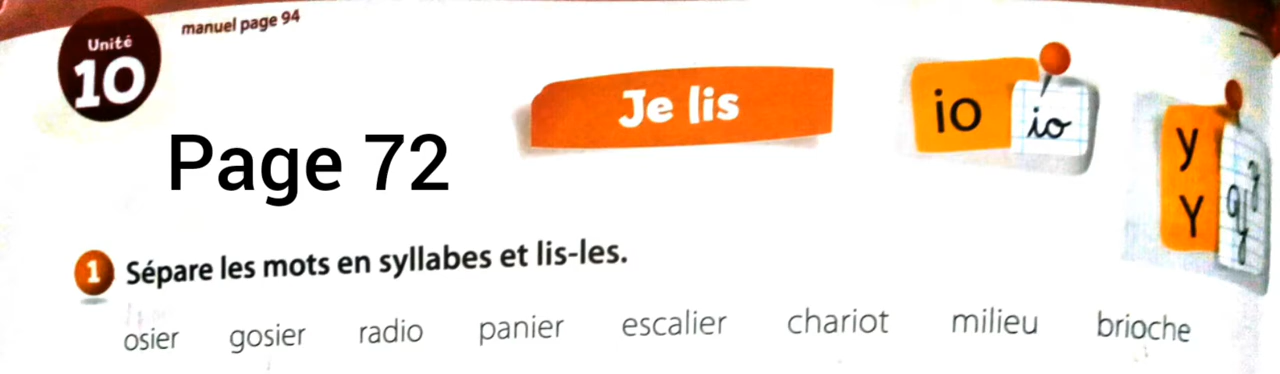 manuel page 94
Unité
10
Je lis
io io
Page 72
y
Y y
1 Sépare les mots en syllabes et lis-les.
osier gosier radio panier escalier chariot milieu brioche